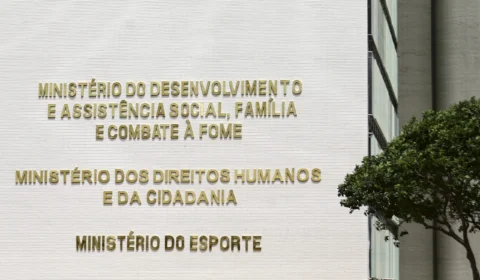 MINISTÉRIO DO DESENVOLVIMENTO
E ASSISTÊNCIA SOCIAL, FAMÍLIA
E COMBATE À FOME
MINISTÉRIO DOS DIREITOS HUMANOS
E DA CIDADANIA
MINISTÉRIO DO ESPORTE